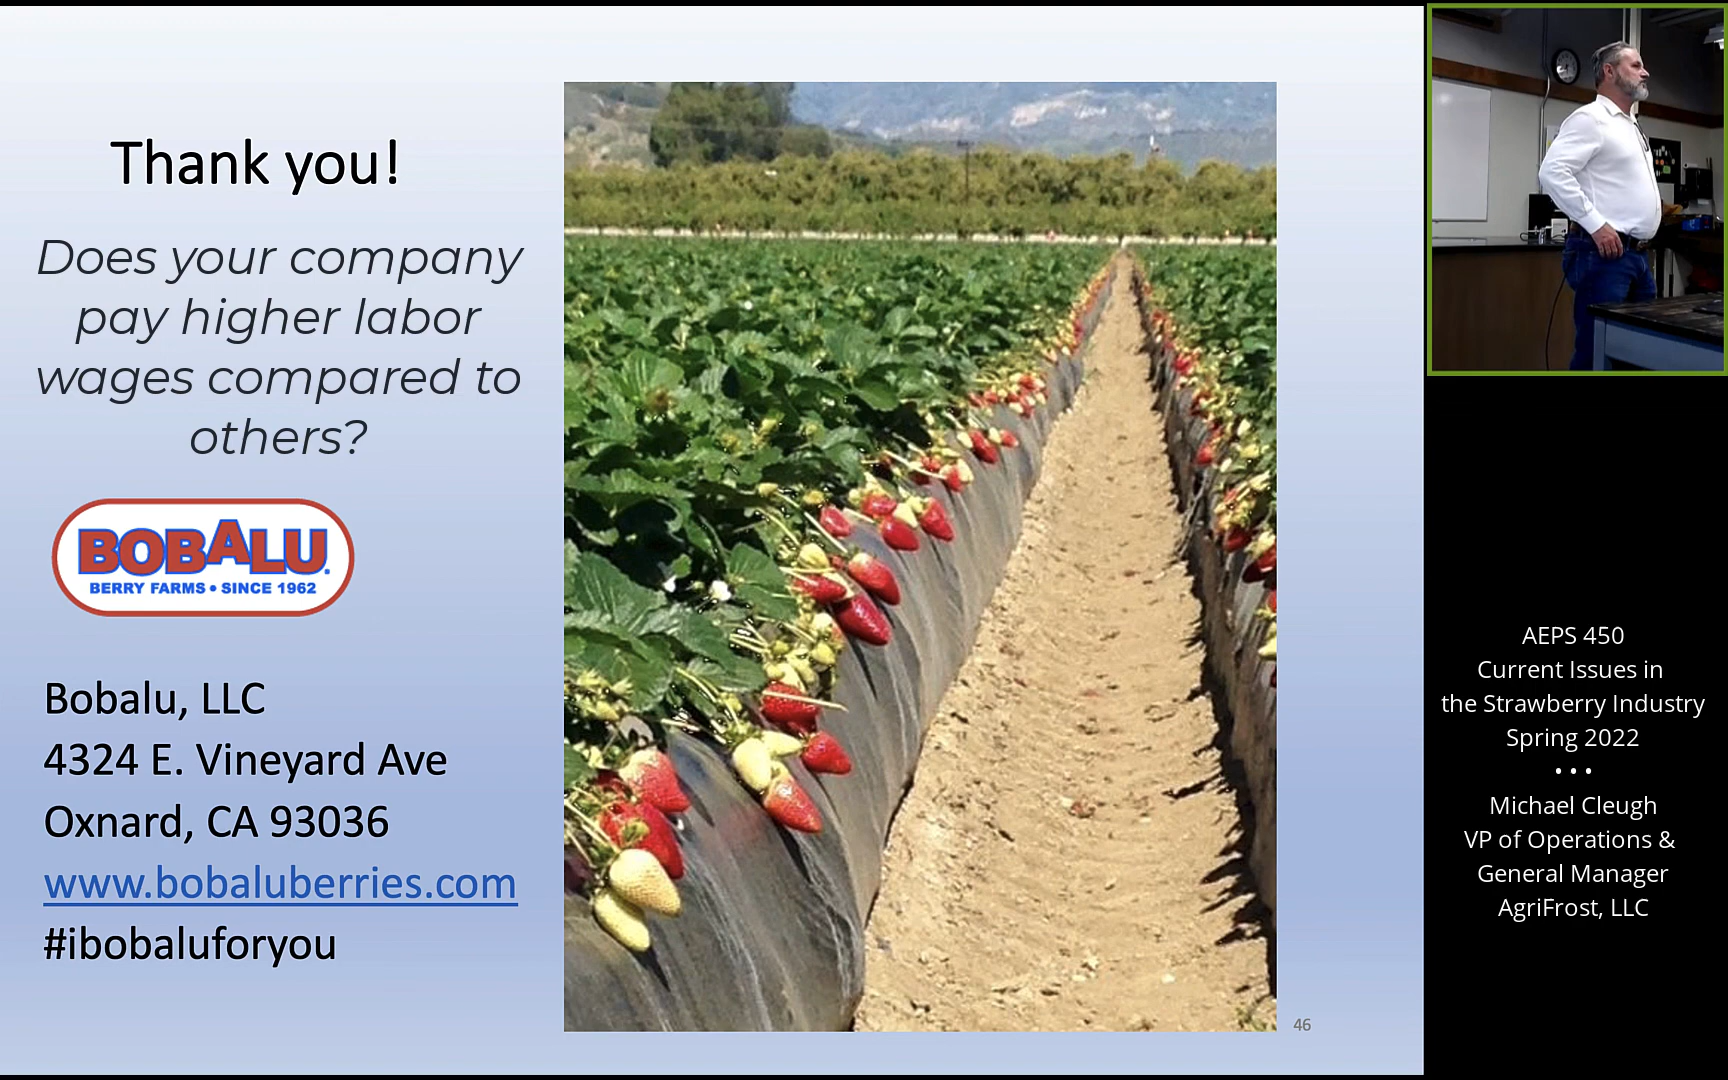 Thank you!
Does your company
pay higher labor
wages compared to
others?
BOBALU.
BERRY FARMS • SINCE 1962
Bobalu, LLC
4324 E. Vineyard Ave
Oxnard, CA 93036
www.bobaluberries.com
#ibobaluforyou
46
AEPS 450
Current Issues in
the Strawberry Industry
Spring 2022
• • •
Michael Cleugh
VP of Operations &
General Manager
AgriFrost, LLC